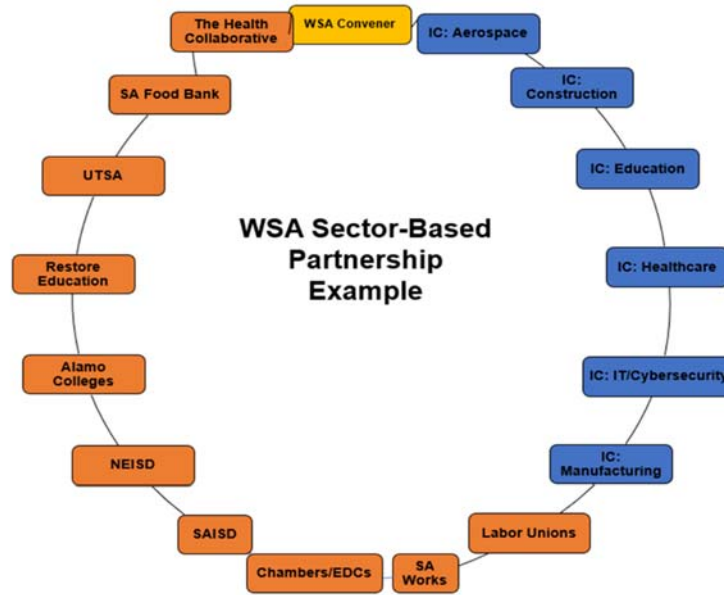 The Health
Collaborative
WSA Convener
IC: Aerospace
IC:
Construction
IC: Education
IC: Healthcare
IC: IT/Cybersecurity
IC:
Manufacturing
Labor Unions
SA
Works
Chambers/EDCs
SAISD
NEISD
Alamo
Colleges
Restore
Education
UTSA
SA Food Bank
WSA Sector-Based
Partnership
Example